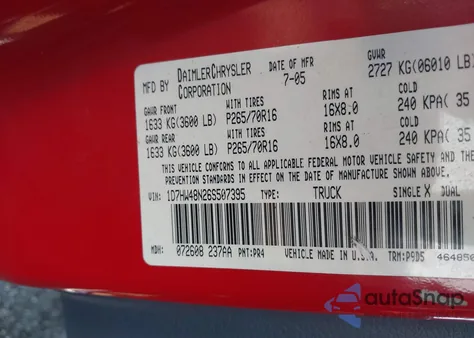 MFD BY DAIMLERCHRYSLER CORPORATION DATE OF MFR 7-05 GVWR 2727 KG(06010 LB)
GAWR FRONT WITH TIRES RIMS AT COLD
1633 KG(3600 LB) P265/70R16 16X8.0 240 KPA( 35
GAWR REAR WITH TIRES RIMS AT COLD
1633 KG(3600 LB) P265/70R16 16X8.0 240 KPA( 35
THIS VEHICLE CONFORMS TO ALL APPLICABLE FEDERAL MOTOR VEHICLE SAFETY AND THE
PREVENTION STANDARDS IN EFFECT ON THE DATE OF MANUFACTURE SHOWN ABOVE.
VIN: 1D7HW48N26S507395 TYPE: TRUCK SINGLE X DUAL
MDH: 072608 237AA PNT:PR4 VEHICLE MADE IN U.S.A. TRM:P9D5 464850
autoSnap